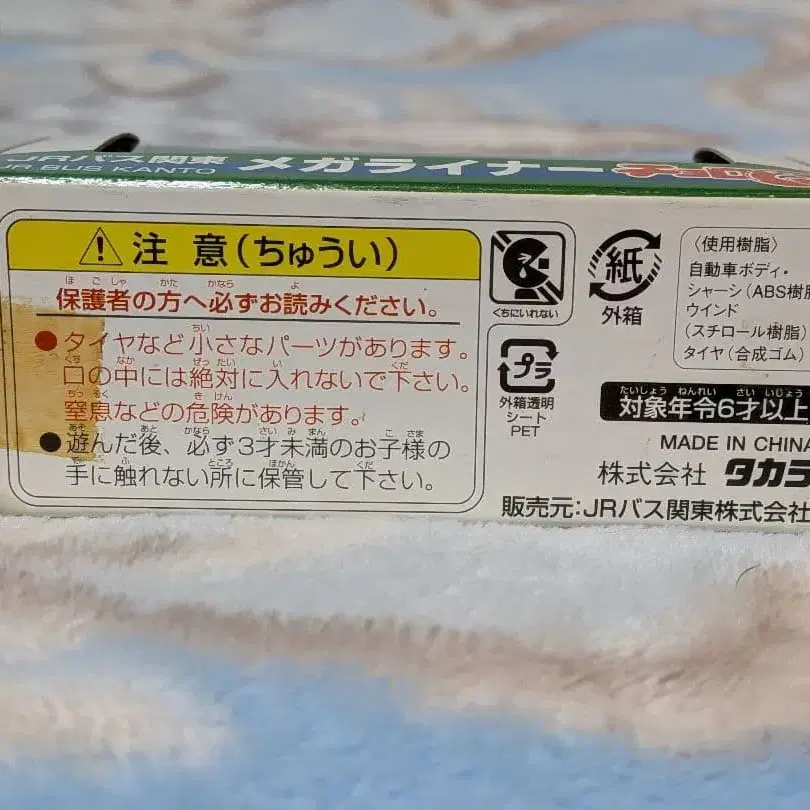 JRバス関東 メガライナー チョロQ
JR BUS KANTO
注意(ちゅうい)
保護者の方へ必ずお読みください。
●タイヤなど小さなパーツがあります。
口の中には絶対に入れないで下さい。
窒息などの危険があります。
●遊んだ後、必ず3才未満のお子様の
手に触れない所に保管して下さい。
くちにいれない
プラ
外箱透明
シート
PET
紙
外箱
〈使用樹脂〉
自動車ボディ・
シャーシ(ABS樹脂
ウインド
(スチロール樹脂)
タイヤ(合成ゴム)
対象年令6才以上
MADE IN CHINA
株式会社 タカラ
販売元:JRバス関東株式会社